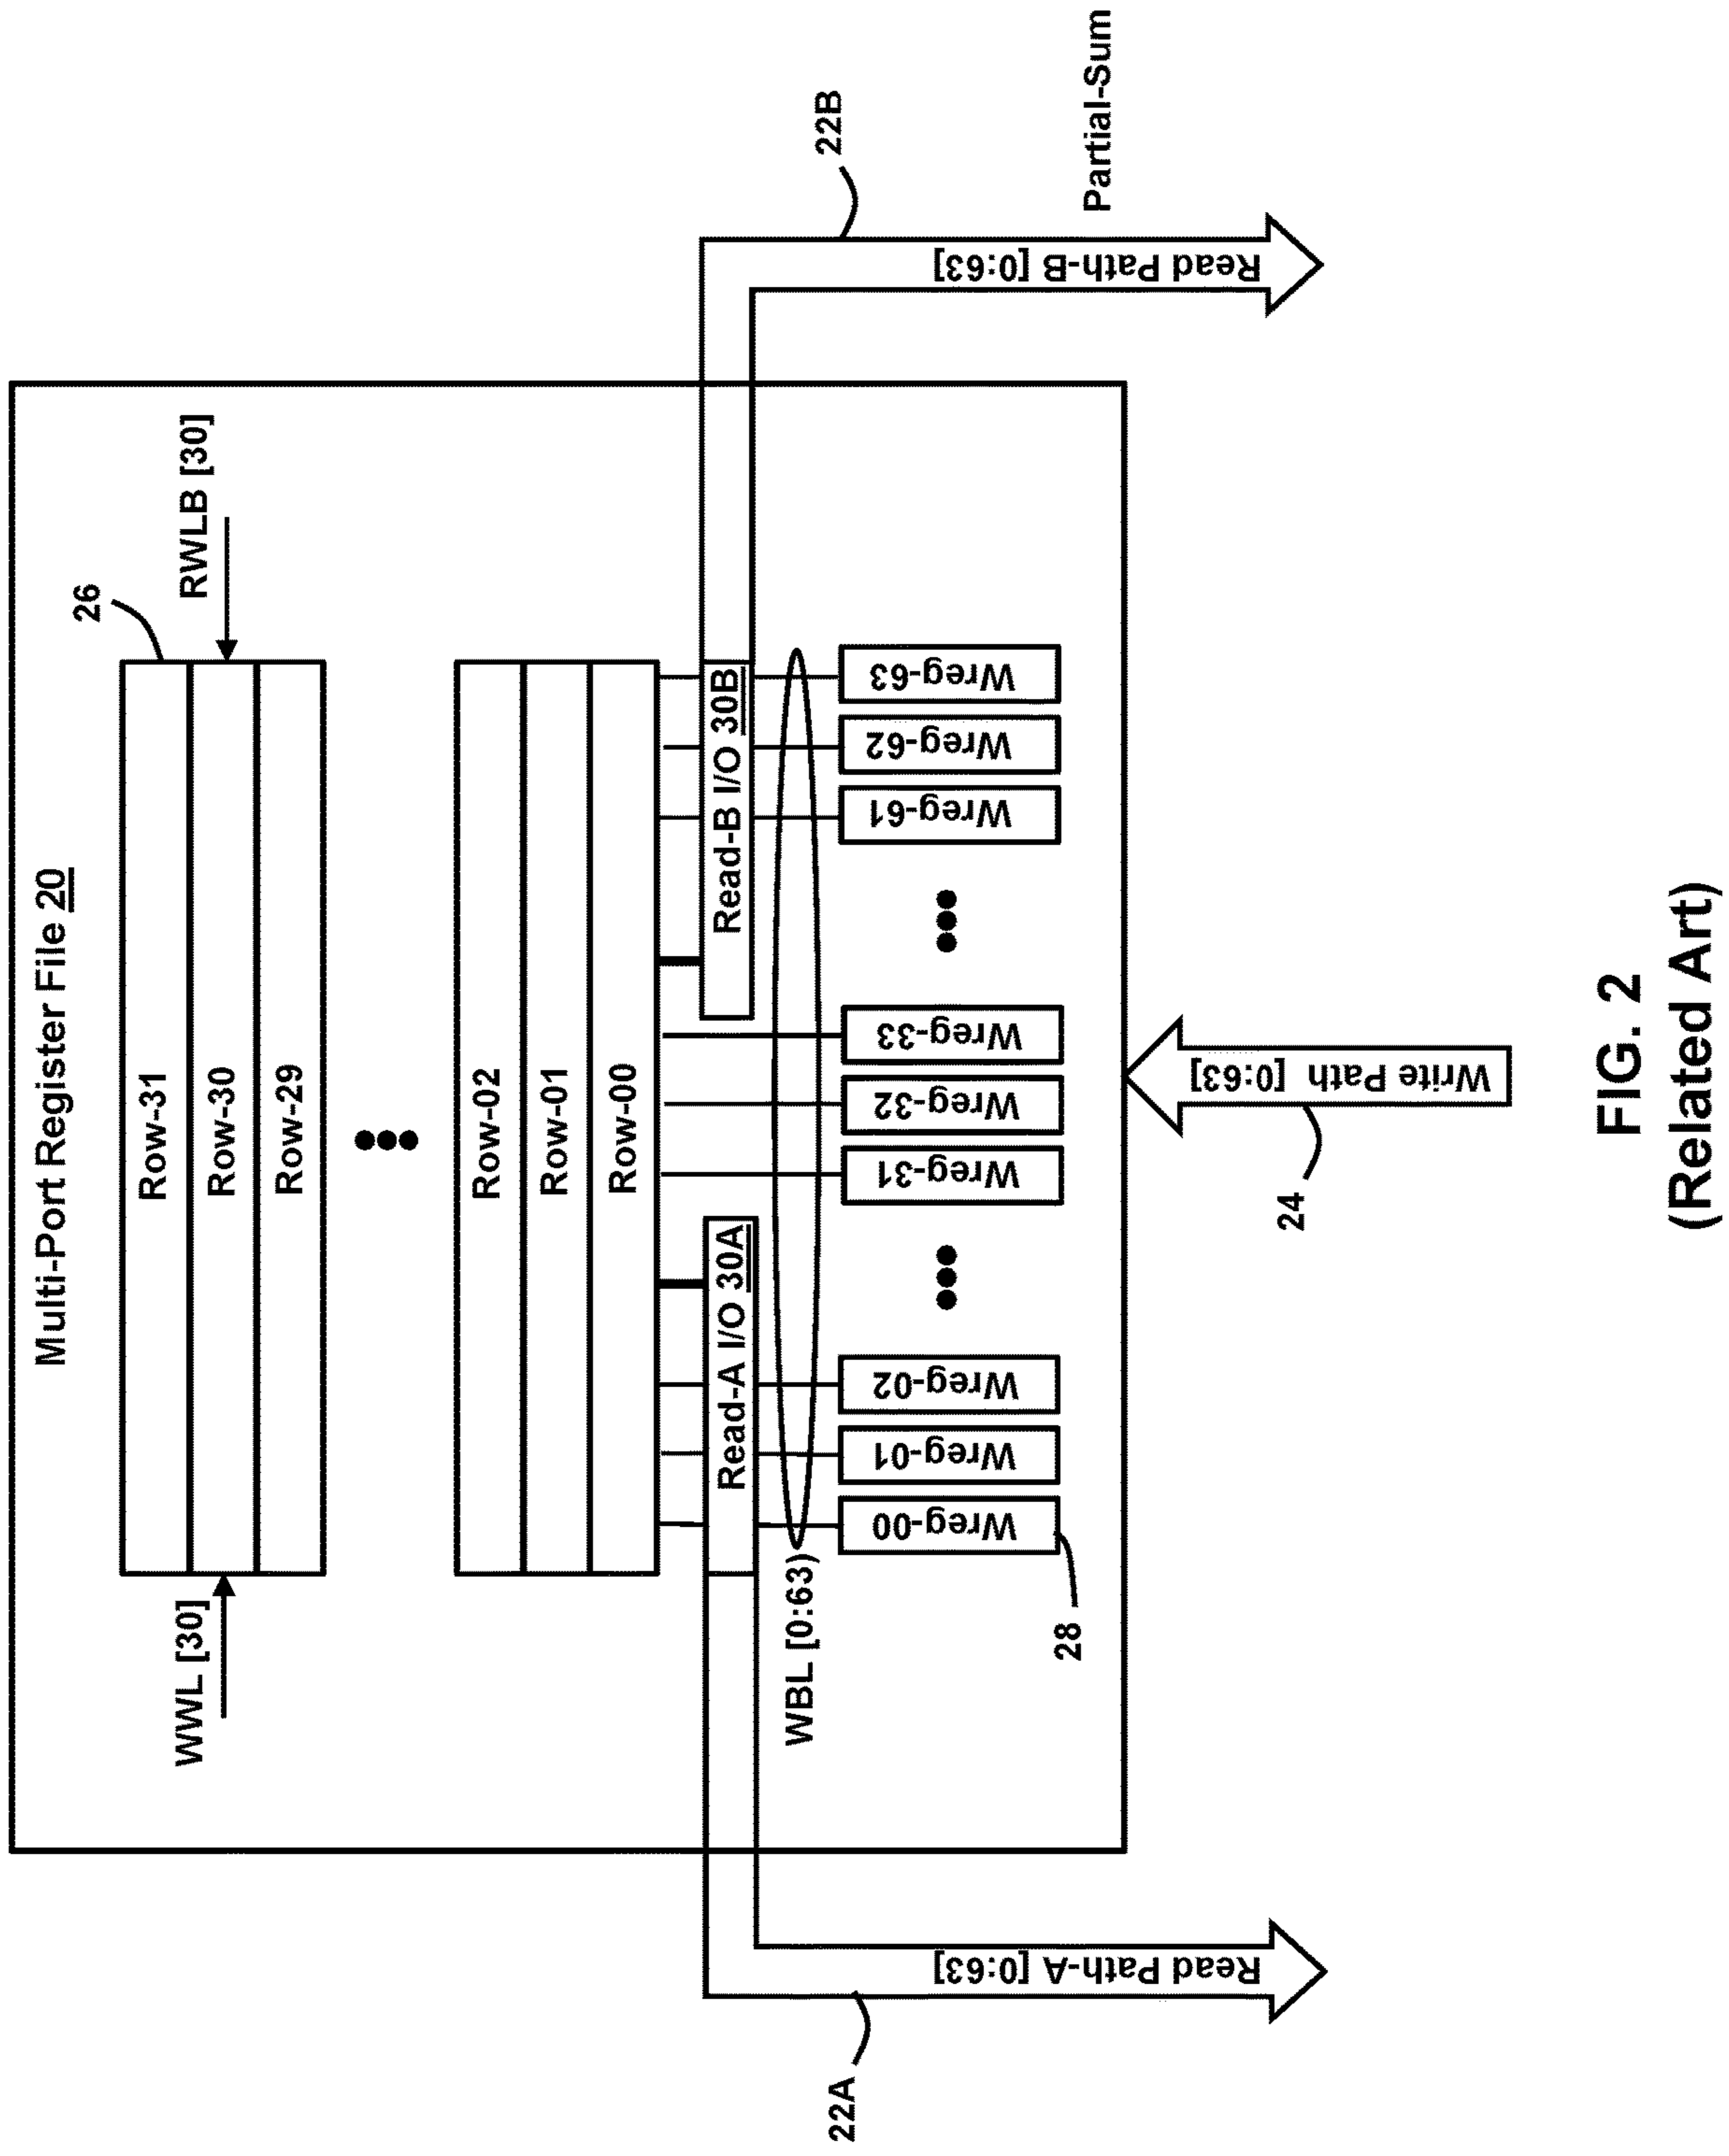 Multi-Port Register File 20
26
Row-31
WWL [30]
Row-30
RWLB [30]
Row-29
Row-02
Row-01
Row-00
22A
Read-A I/O 30A
Read-B I/O 30B
22B
WBL [0:63)
Wreg-00
Wreg-01
Wreg-02
Wreg-31
Wreg-32
Wreg-33
Wreg-61
Wreg-62
Wreg-63
28
Read Path-A [0:63]
Read Path-B [0:63]
Partial-Sum
24
Write Path [0:63]
FIG. 2
(Related Art)